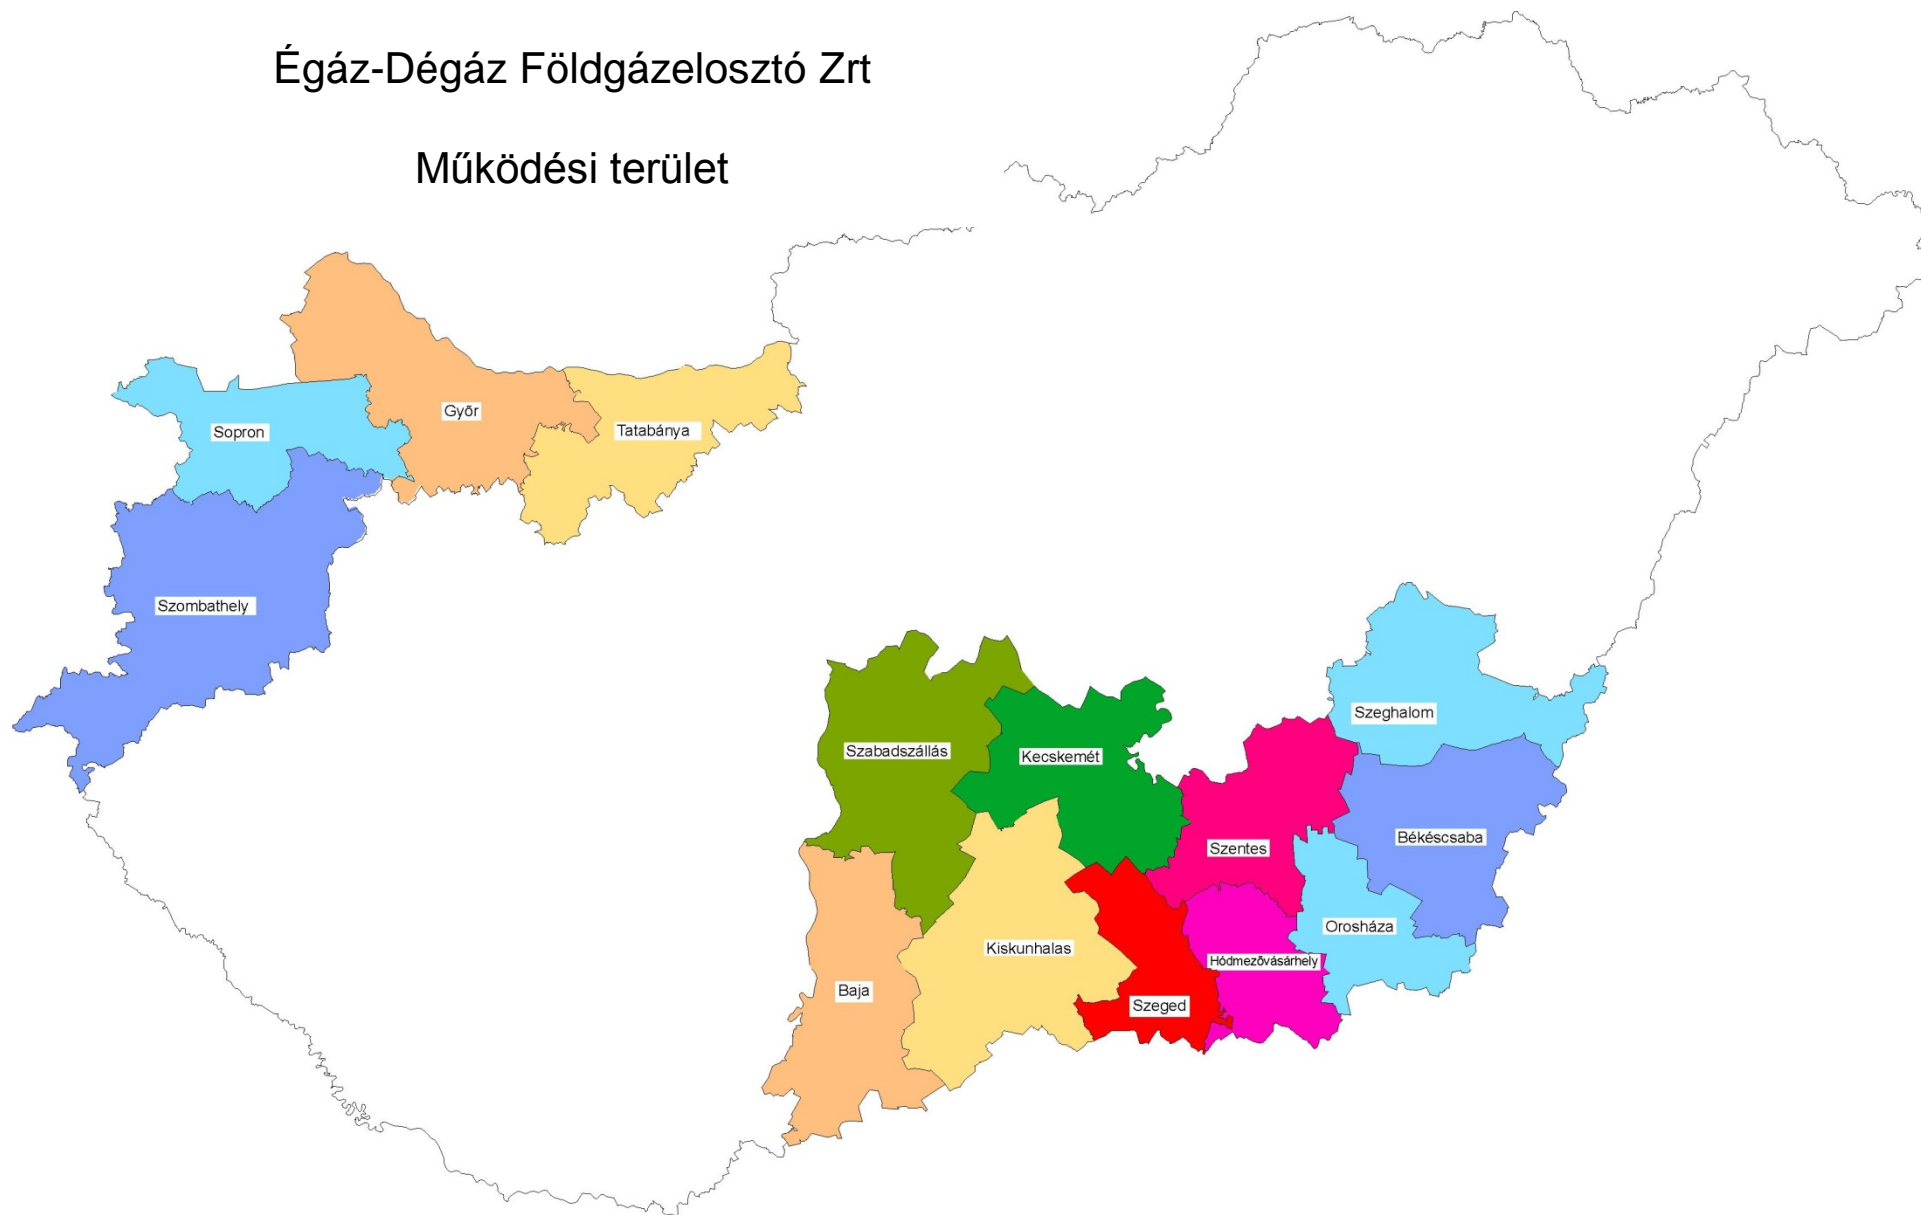 Égáz-Dégáz Földgázelosztó Zrt
Működési terület
Győr
Sopron
Tatabánya
Szombathely
Szeghalom
Szabadszállás
Kecskemét
Békéscsaba
Szentes
Orosháza
Kiskunhalas
Hódmezővásárhely
Baja
Szeged